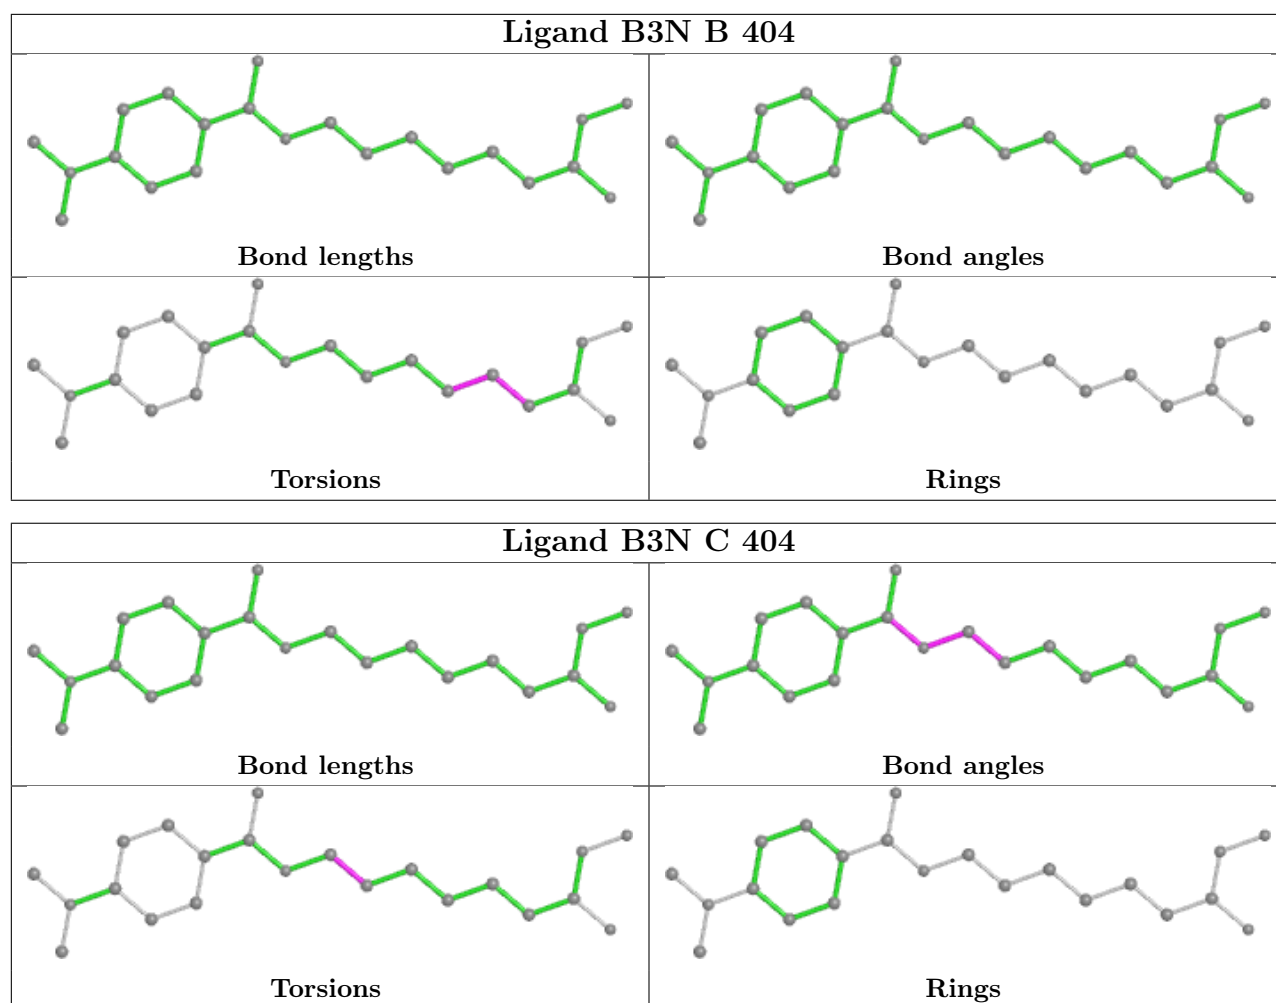 Ligand B3N B 404
Bond lengths
Bond angles
Torsions
Rings
Ligand B3N C 404
Bond lengths
Bond angles
Torsions
Rings